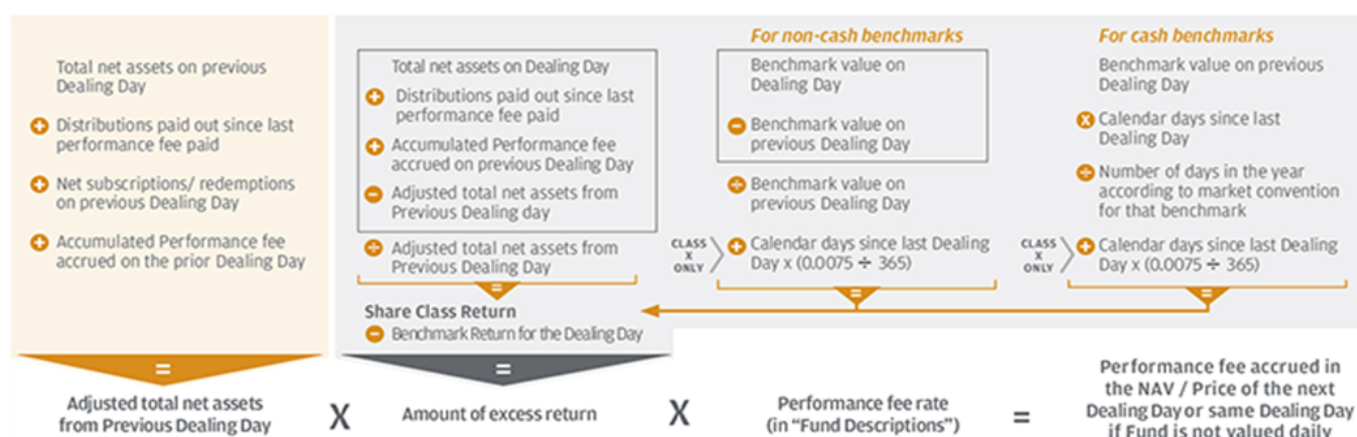 Total net assets on previous
Dealing Day
+ Distributions paid out since last
performance fee paid
+ Net subscriptions/ redemptions
on previous Dealing Day
+ Accumulated Performance fee
accrued on the prior Dealing Day
=
Adjusted total net assets
from Previous Dealing Day
X
Total net assets on Dealing Day
+ Distributions paid out since last
performance fee paid
+ Accumulated Performance fee
accrued on previous Dealing Day
− Adjusted total net assets from
Previous Dealing day
÷ Adjusted total net assets from
Previous Dealing Day
=
Share Class Return
− Benchmark Return for the Dealing Day
=
Amount of excess return
X
For non-cash benchmarks
Benchmark value on
Dealing Day
− Benchmark value on
previous Dealing Day
÷ Benchmark value on
previous Dealing Day
CLASS
X
ONLY
+ Calendar days since last Dealing
Day x (0.0075 ÷ 365)
=
For cash benchmarks
Benchmark value on previous
Dealing Day
x Calendar days since last
Dealing Day
÷ Number of days in the year
according to market convention
for that benchmark
CLASS
X
ONLY
+ Calendar days since last Dealing
Day x (0.0075 ÷ 365)
=
Performance fee rate
(in “Fund Descriptions”)
=
Performance fee accrued in
the NAV / Price of the next
Dealing Day or same Dealing Day
if Fund is not valued daily